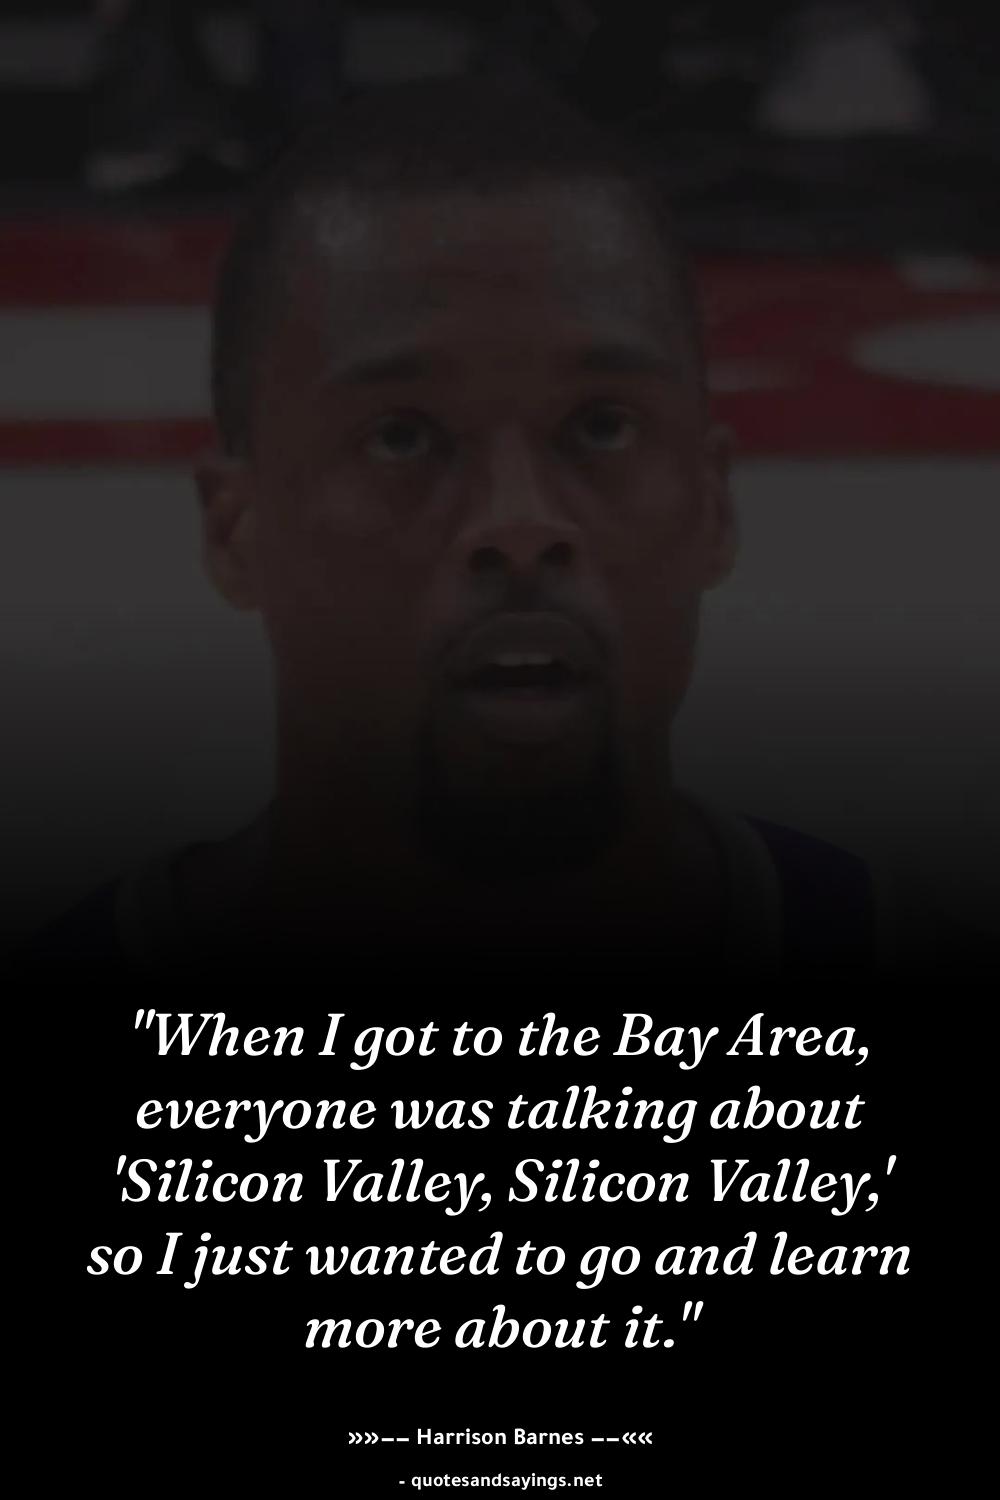 "When I got to the Bay Area,
everyone was talking about
'Silicon Valley, Silicon Valley,'
so I just wanted to go and learn
more about it."
»»–– Harrison Barnes ––««
- quotesandsayings.net